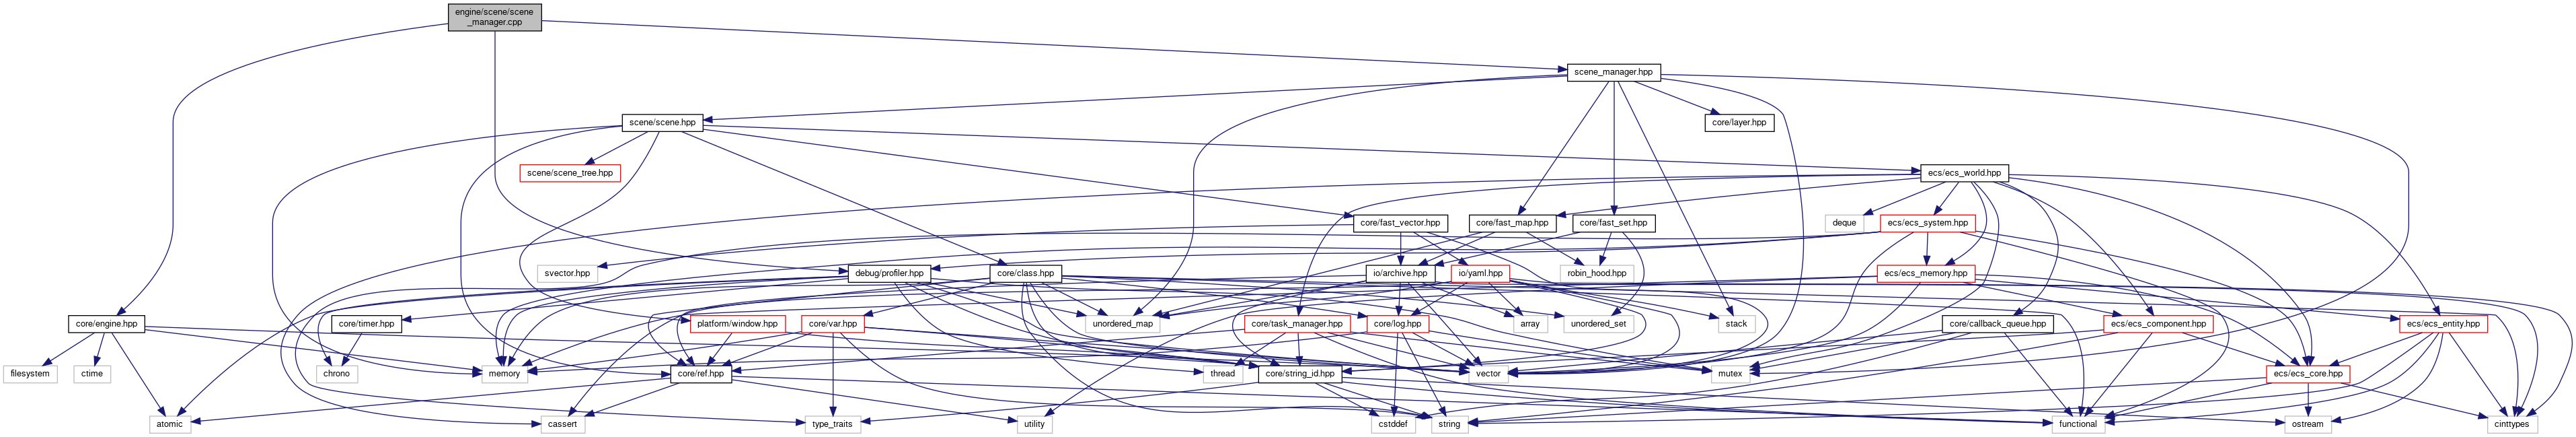 engine/scene/scene
_manager.cpp
scene_manager.hpp
scene/scene.hpp
core/layer.hpp
scene/scene_tree.hpp
ecs/ecs_world.hpp
core/fast_vector.hpp
core/fast_map.hpp
core/fast_set.hpp
deque
ecs/ecs_system.hpp
svector.hpp
debug/profiler.hpp
core/class.hpp
io/archive.hpp
io/yaml.hpp
robin_hood.hpp
ecs/ecs_memory.hpp
core/engine.hpp
core/timer.hpp
platform/window.hpp
core/var.hpp
unordered_map
core/task_manager.hpp
core/log.hpp
array
unordered_set
stack
core/callback_queue.hpp
ecs/ecs_component.hpp
ecs/ecs_entity.hpp
filesystem
ctime
chrono
memory
core/ref.hpp
thread
core/string_id.hpp
vector
mutex
ecs/ecs_core.hpp
atomic
cassert
type_traits
utility
cstddef
string
functional
ostream
cinttypes